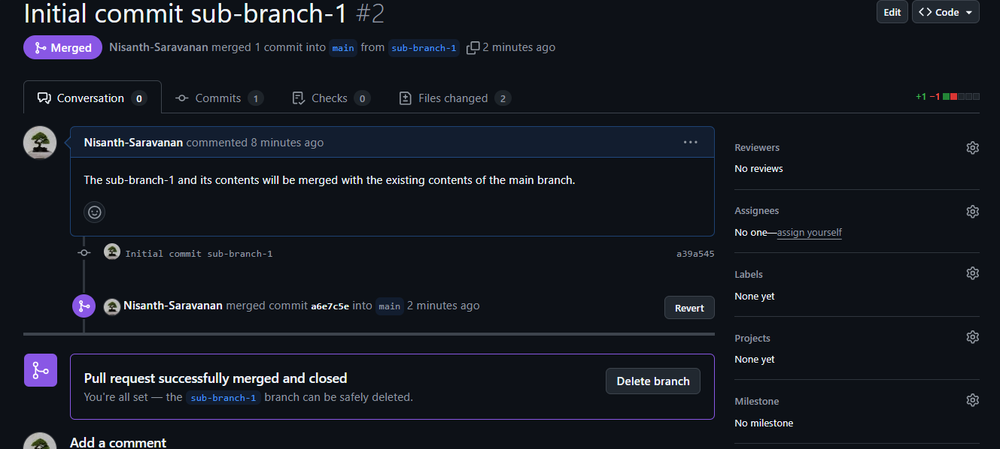 Initial commit sub-branch-1 #2
Edit
Code
Merged
Nisanth-Saravanan merged 1 commit into main from sub-branch-1 2 minutes ago
Conversation 0
Commits 1
Checks 0
Files changed 2
+1 −1
Nisanth-Saravanan commented 8 minutes ago
The sub-branch-1 and its contents will be merged with the existing contents of the main branch.
Initial commit sub-branch-1
a39a545
Nisanth-Saravanan merged commit a6e7c5e into main 2 minutes ago
Revert
Pull request successfully merged and closed
You're all set — the sub-branch-1 branch can be safely deleted.
Delete branch
Add a comment
Reviewers
No reviews
Assignees
No one—assign yourself
Labels
None yet
Projects
None yet
Milestone
No milestone